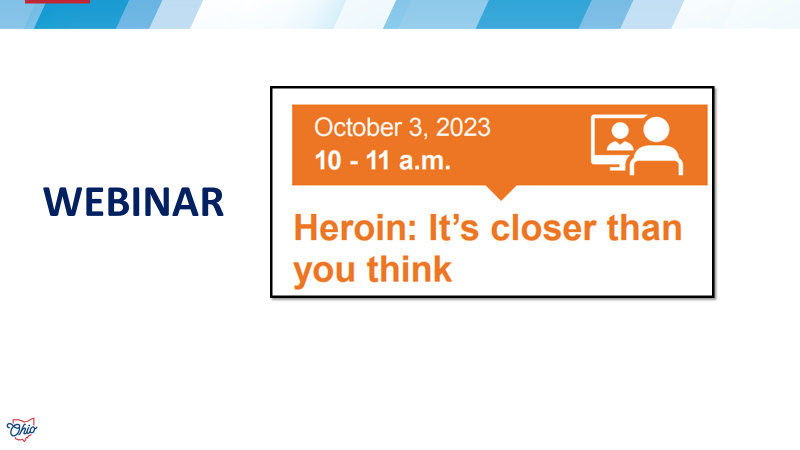 WEBINAR
October 3, 2023
10 - 11 a.m.
Heroin: It’s closer than
you think
Ohio